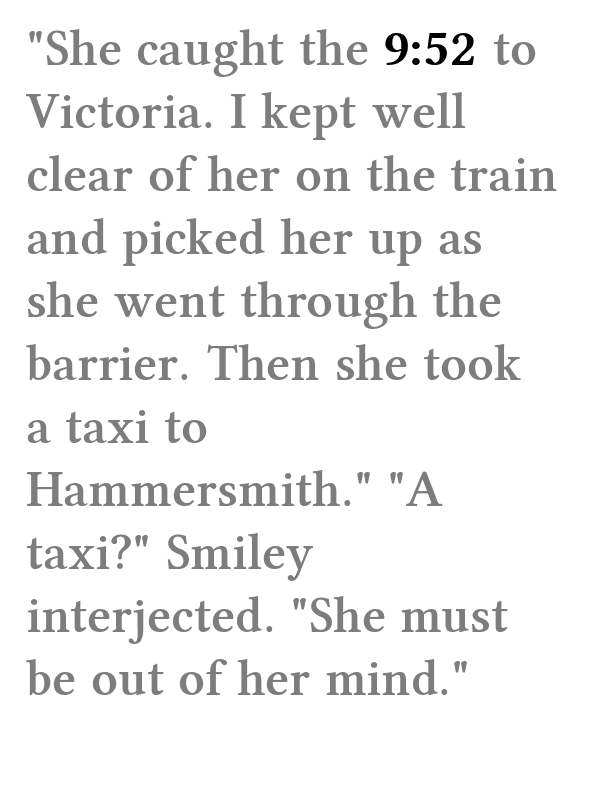 "She caught the 9:52 to
Victoria. I kept well
clear of her on the train
and picked her up as
she went through the
barrier. Then she took
a taxi to
Hammersmith." "A
taxi?" Smiley
interjected. "She must
be out of her mind."